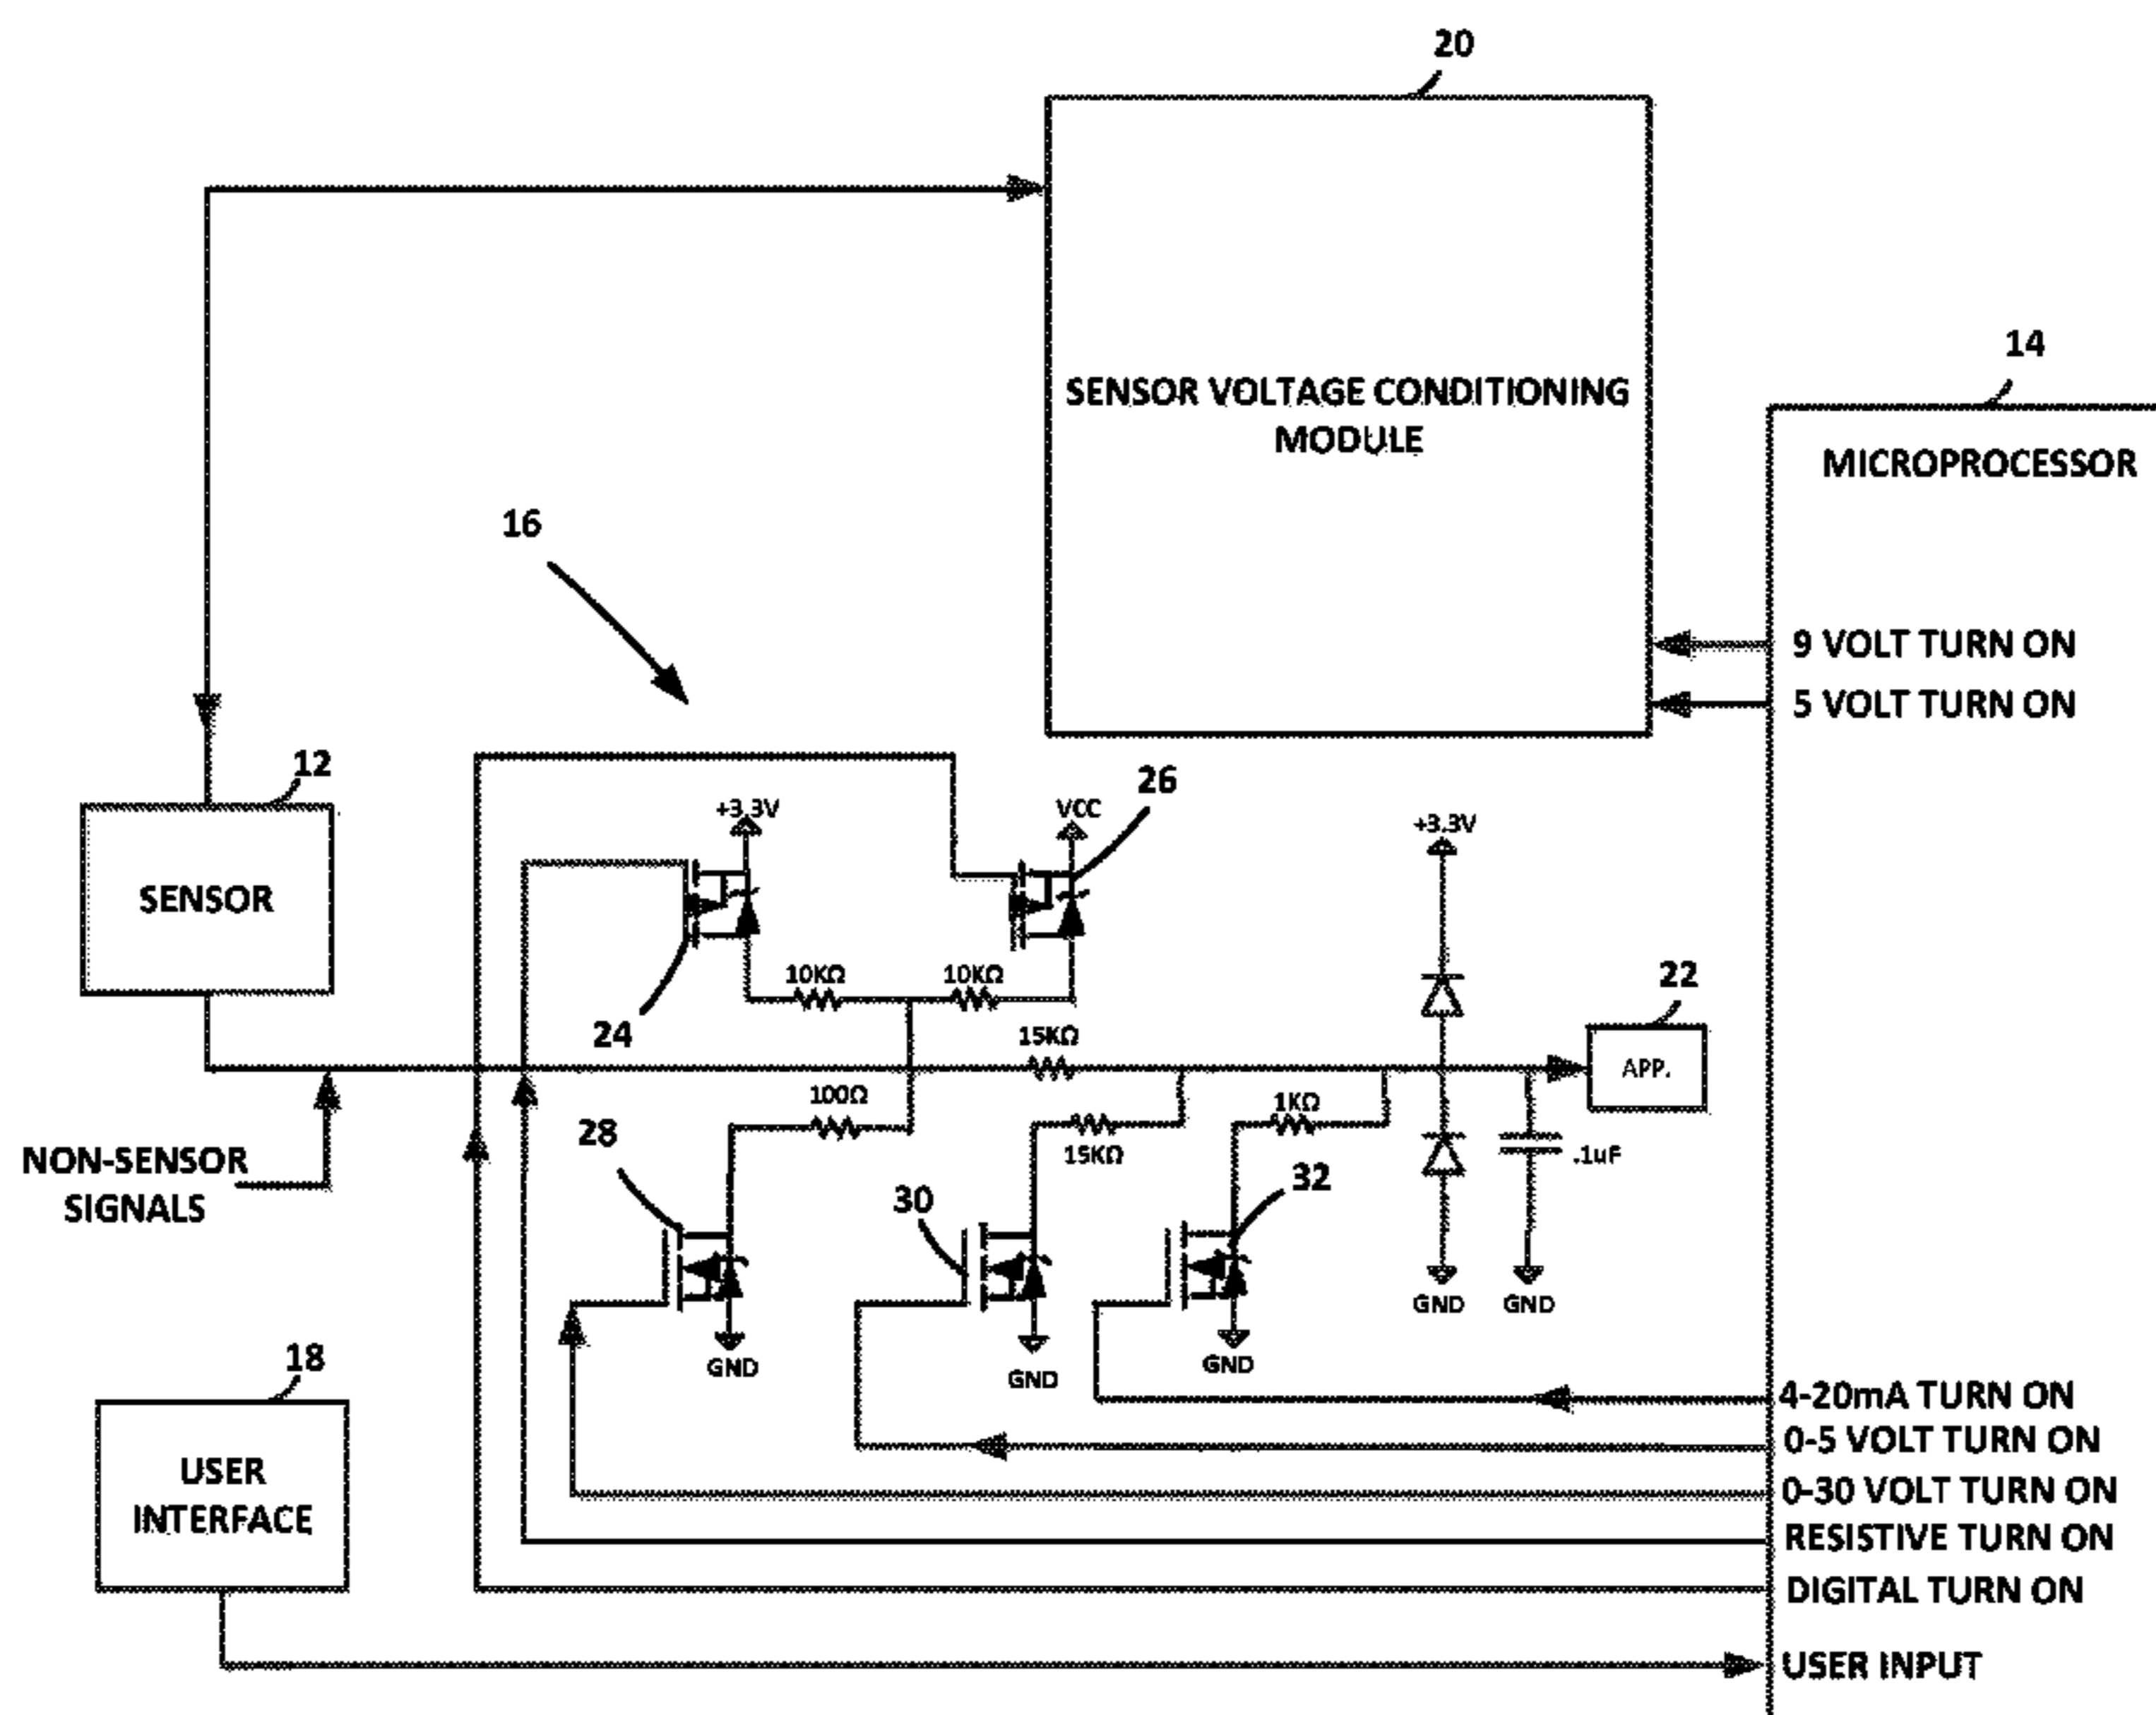 20
14
SENSOR VOLTAGE CONDITIONING
MODULE
MICROPROCESSOR
16
9 VOLT TURN ON
5 VOLT TURN ON
12
26
+3.3V
VCC
+3.3V
SENSOR
22
10KΩ
10KΩ
24
15KΩ
APP.
100Ω
1KΩ
28
NON-SENSOR
SIGNALS
15KΩ
.1uF
32
30
GND
GND
GND
GND
GND
18
4-20mA TURN ON
0-5 VOLT TURN ON
USER
INTERFACE
0-30 VOLT TURN ON
RESISTIVE TURN ON
DIGITAL TURN ON
USER INPUT